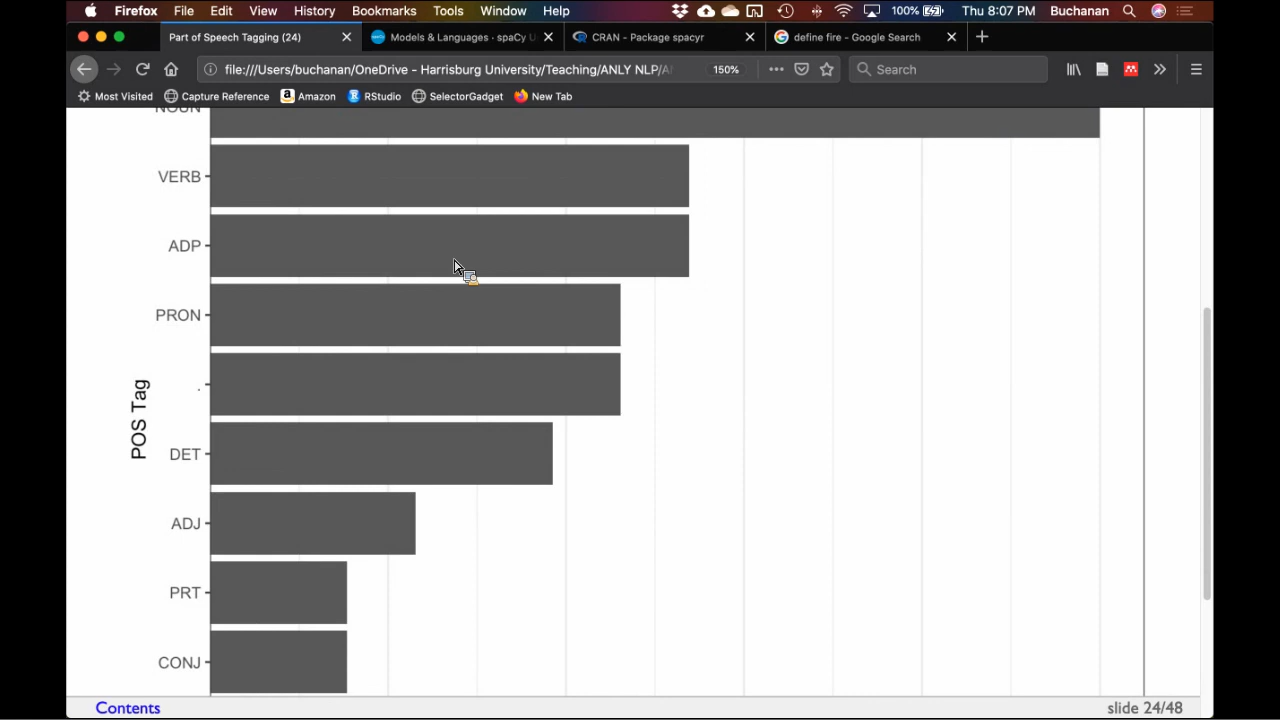 Firefox File Edit View History Bookmarks Tools Window Help 100% Thu 8:07 PM Buchanan
Part of Speech Tagging (24) Models & Languages · spaCy U CRAN - Package spacyr define fire - Google Search
file:///Users/buchanan/OneDrive - Harrisburg University/Teaching/ANLY NLP/A 150% Search
Most Visited Capture Reference Amazon RStudio SelectorGadget New Tab
NOUN
VERB
ADP
PRON
.
POS Tag
DET
ADJ
PRT
CONJ
Contents slide 24/48